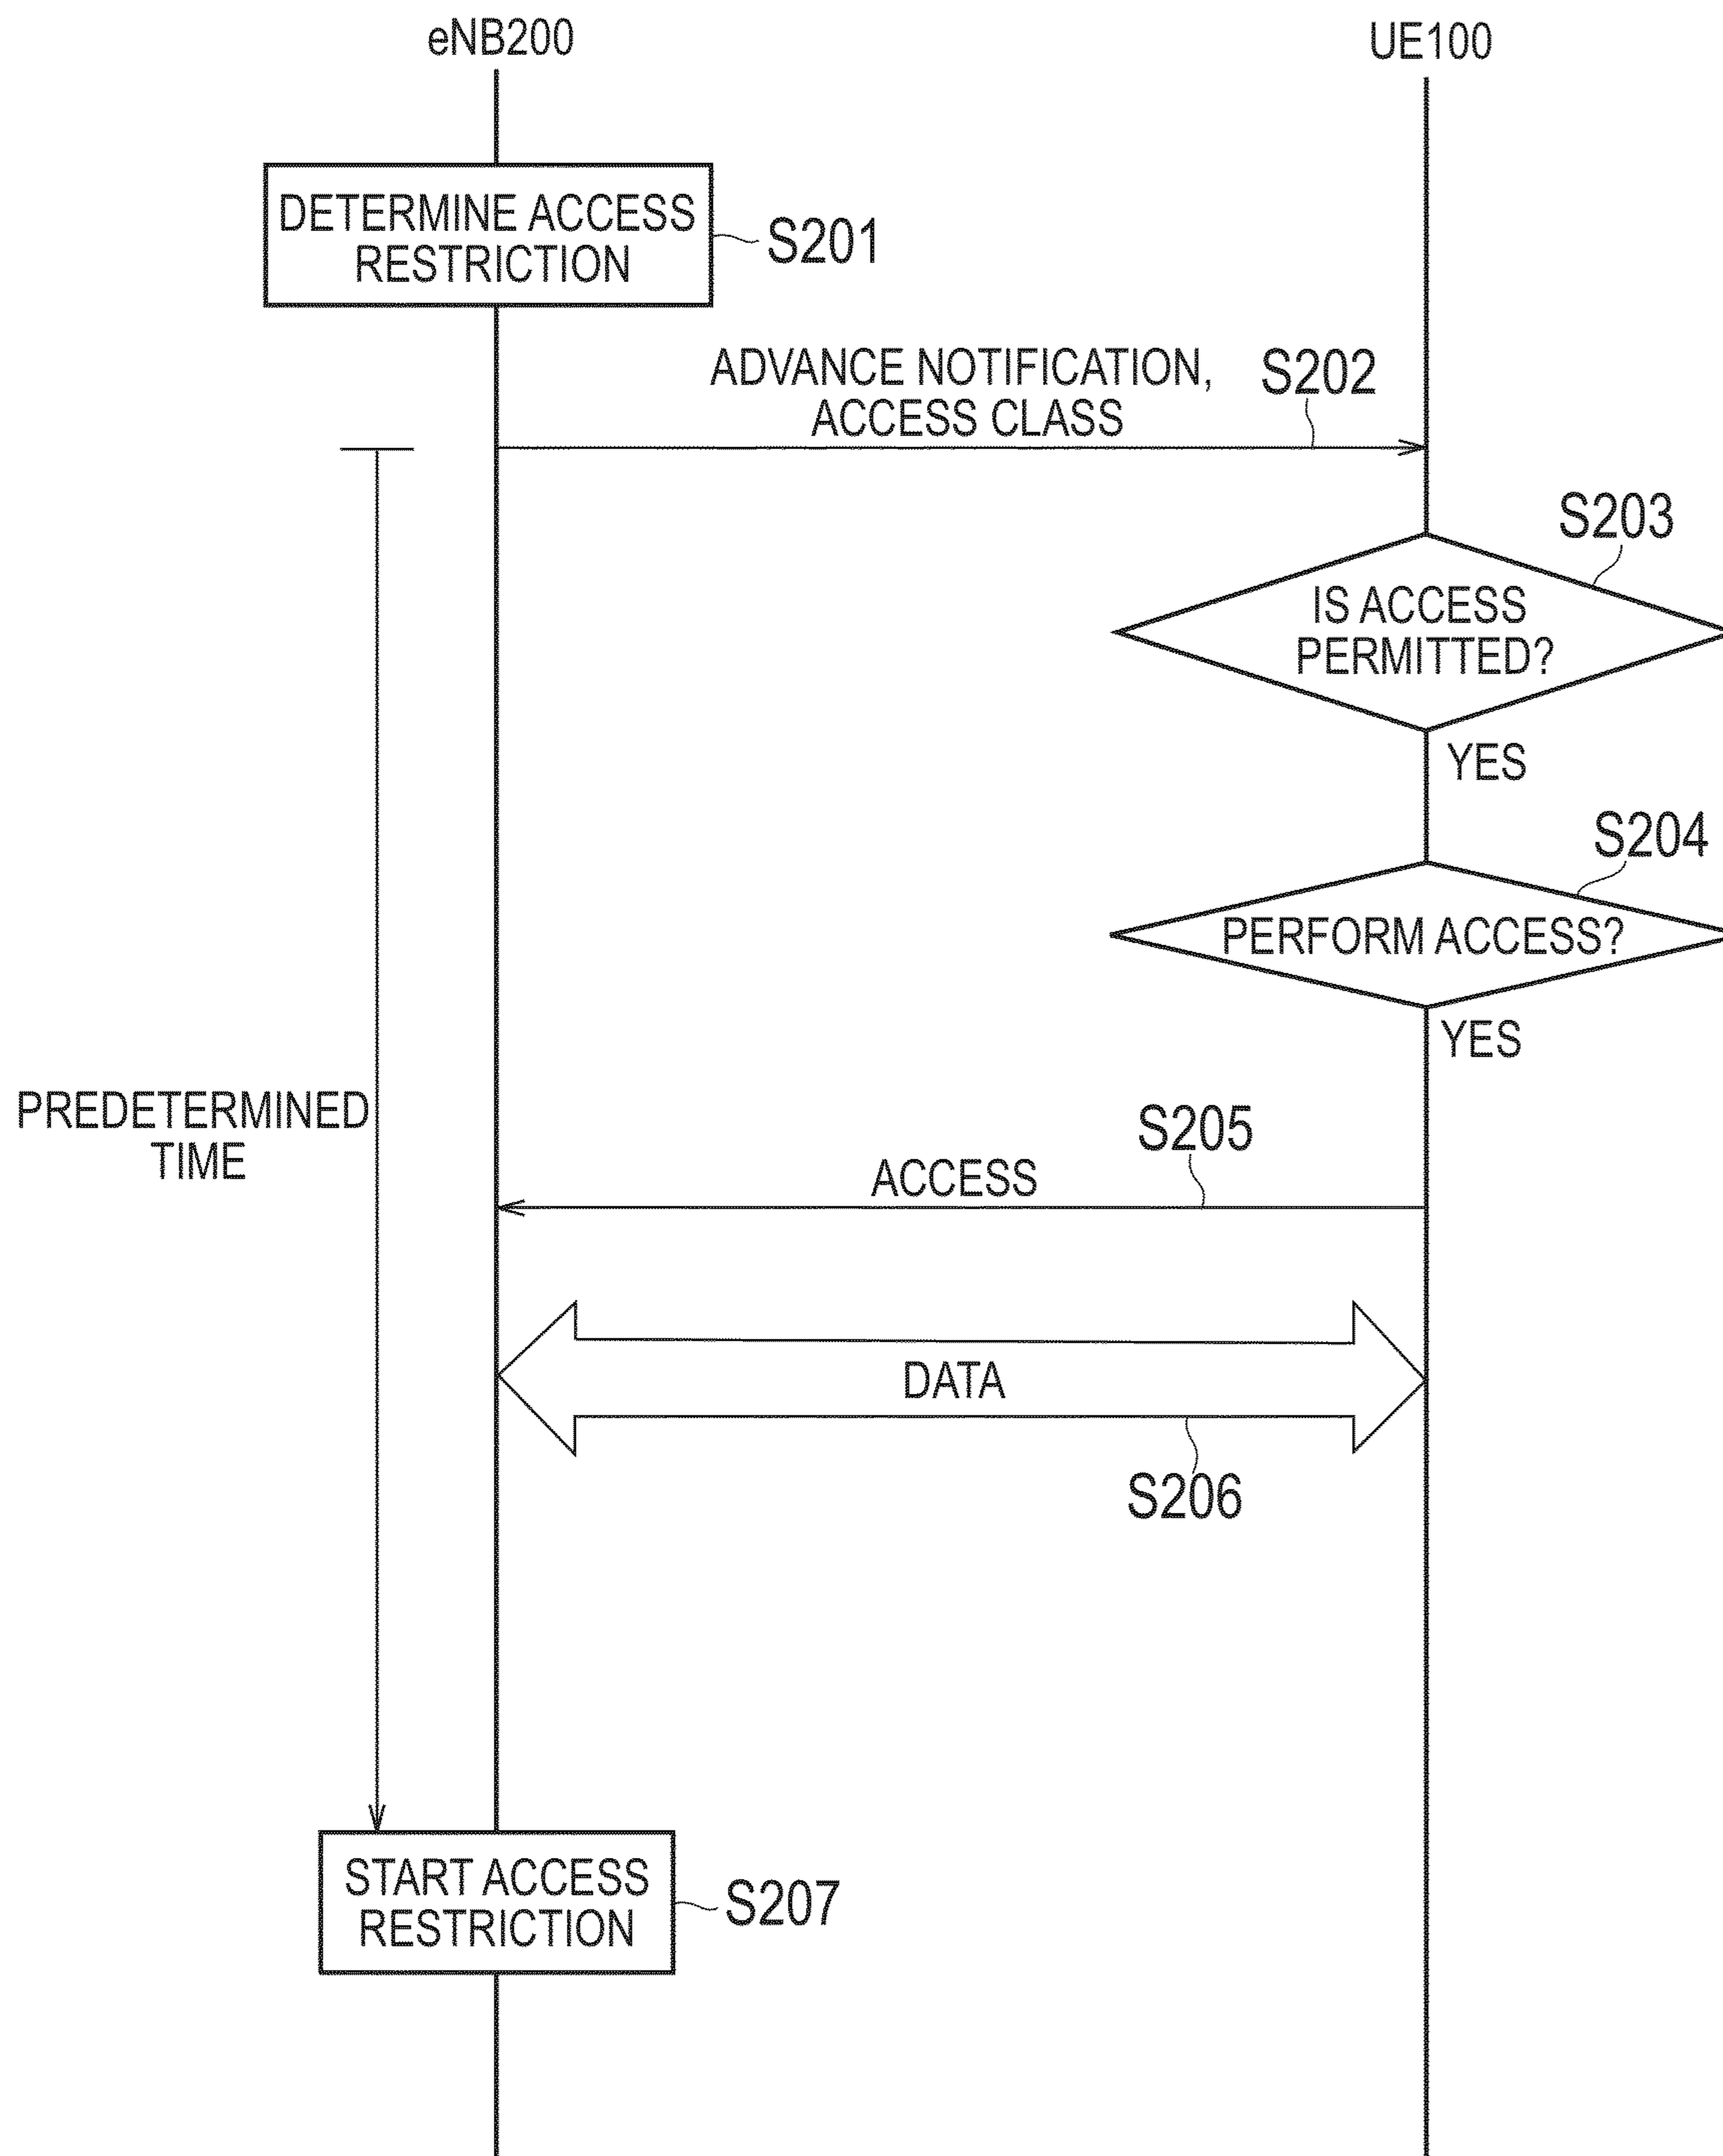 eNB200
UE100
DETERMINE ACCESS
RESTRICTION
S201
ADVANCE NOTIFICATION,
ACCESS CLASS
S202
S203
IS ACCESS
PERMITTED?
YES
S204
PERFORM ACCESS?
YES
PREDETERMINED
TIME
S205
ACCESS
DATA
S206
START ACCESS
RESTRICTION
S207